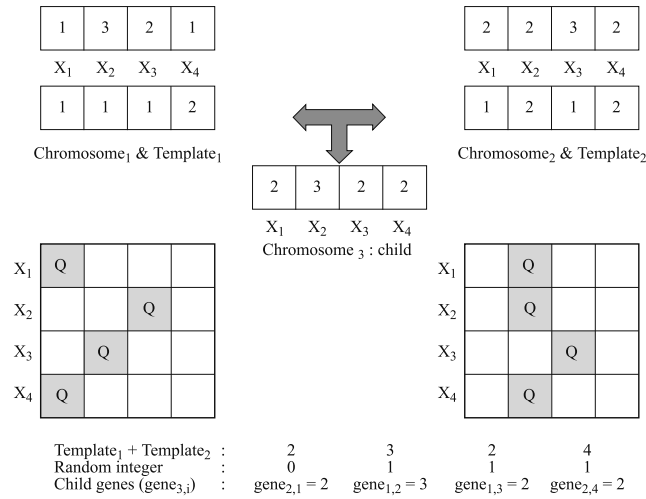 1 3 2 1
X1 X2 X3 X4
1 1 1 2
Chromosome1 & Template1
2 2 3 2
X1 X2 X3 X4
1 2 1 2
Chromosome2 & Template2
2 3 2 2
X1 X2 X3 X4
Chromosome 3 : child
X1 Q
X2 Q
X3 Q
X4 Q
X1 Q
X2 Q
X3 Q
X4 Q
Template1 + Template2 : 2 3 2 4
Random integer : 0 1 1 1
Child genes (gene3,i) : gene2,1 = 2 gene1,2 = 3 gene1,3 = 2 gene2,4 = 2